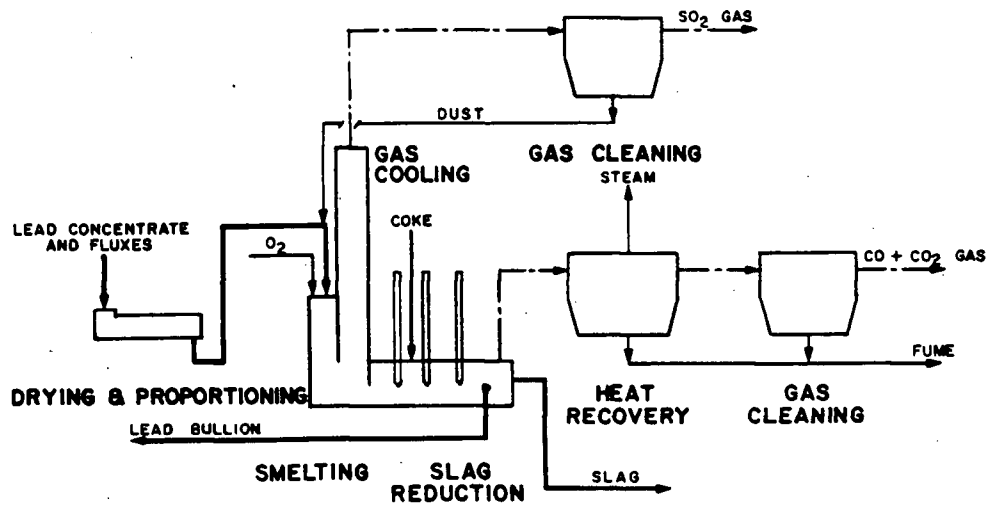 SO2 GAS
DUST
GAS
COOLING
GAS CLEANING
STEAM
LEAD CONCENTRATE
AND FLUXES
O2
COKE
CO + CO2 GAS
FUME
DRYING & PROPORTIONING
HEAT
RECOVERY
GAS
CLEANING
LEAD BULLION
SMELTING
SLAG
REDUCTION
SLAG